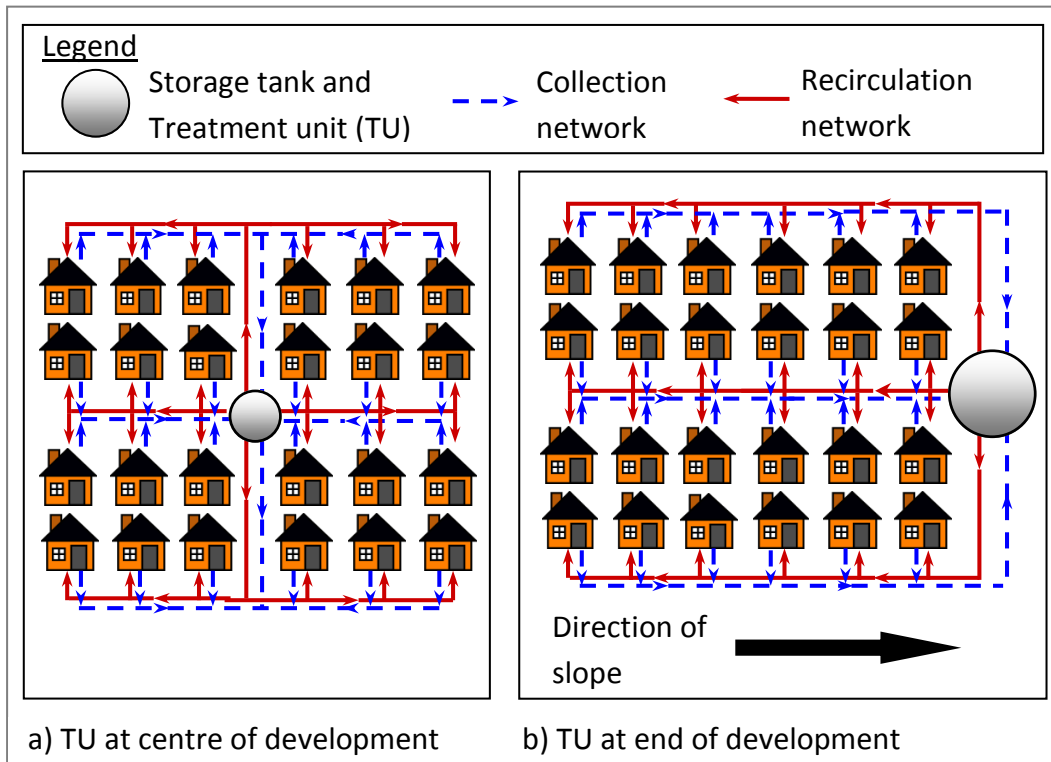 Legend
Storage tank and
Treatment unit (TU)
Collection
network
Recirculation
network
Direction of
slope
a) TU at centre of development
b) TU at end of development